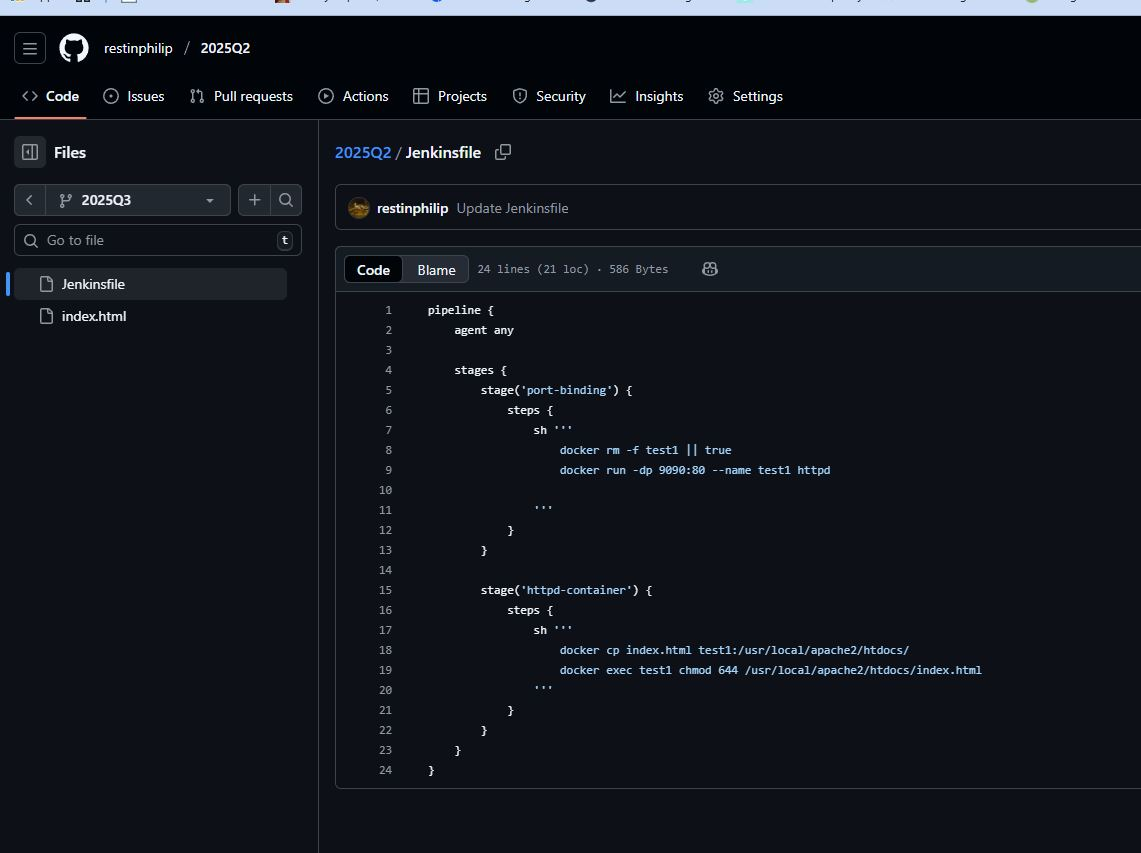 restinphilip / 2025Q2
Code Issues Pull requests Actions Projects Security Insights Settings
Files
2025Q3
Go to file t
Jenkinsfile
index.html
2025Q2 / Jenkinsfile
restinphilip Update Jenkinsfile
Code Blame 24 lines (21 loc) · 586 Bytes
1 pipeline {
2     agent any
3
4     stages {
5         stage('port-binding') {
6             steps {
7                 sh '''
8                     docker rm -f test1 || true
9                     docker run -dp 9090:80 --name test1 httpd
10
11                 '''
12             }
13         }
14
15         stage('httpd-container') {
16             steps {
17                 sh '''
18                     docker cp index.html test1:/usr/local/apache2/htdocs/
19                     docker exec test1 chmod 644 /usr/local/apache2/htdocs/index.html
20                 '''
21             }
22         }
23     }
24 }